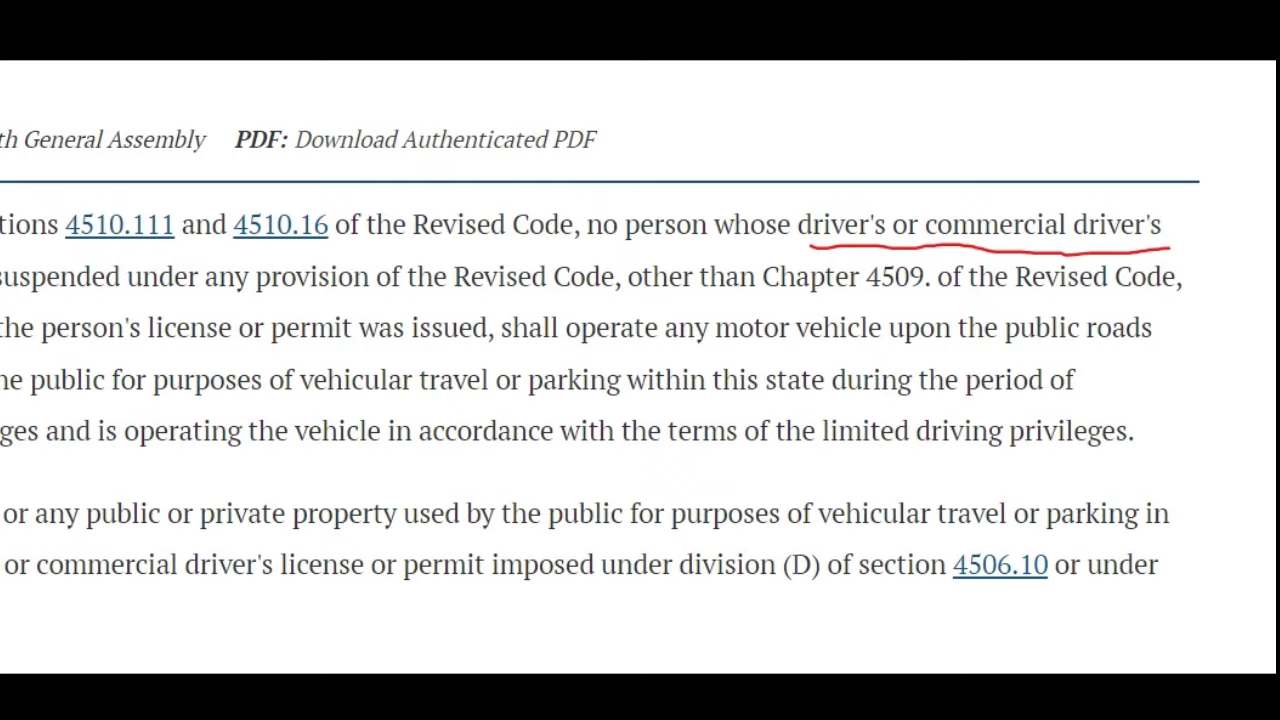 th General Assembly PDF: Download Authenticated PDF
tions 4510.111 and 4510.16 of the Revised Code, no person whose driver's or commercial driver's
suspended under any provision of the Revised Code, other than Chapter 4509. of the Revised Code,
the person's license or permit was issued, shall operate any motor vehicle upon the public roads
he public for purposes of vehicular travel or parking within this state during the period of
ges and is operating the vehicle in accordance with the terms of the limited driving privileges.
or any public or private property used by the public for purposes of vehicular travel or parking in
or commercial driver's license or permit imposed under division (D) of section 4506.10 or under